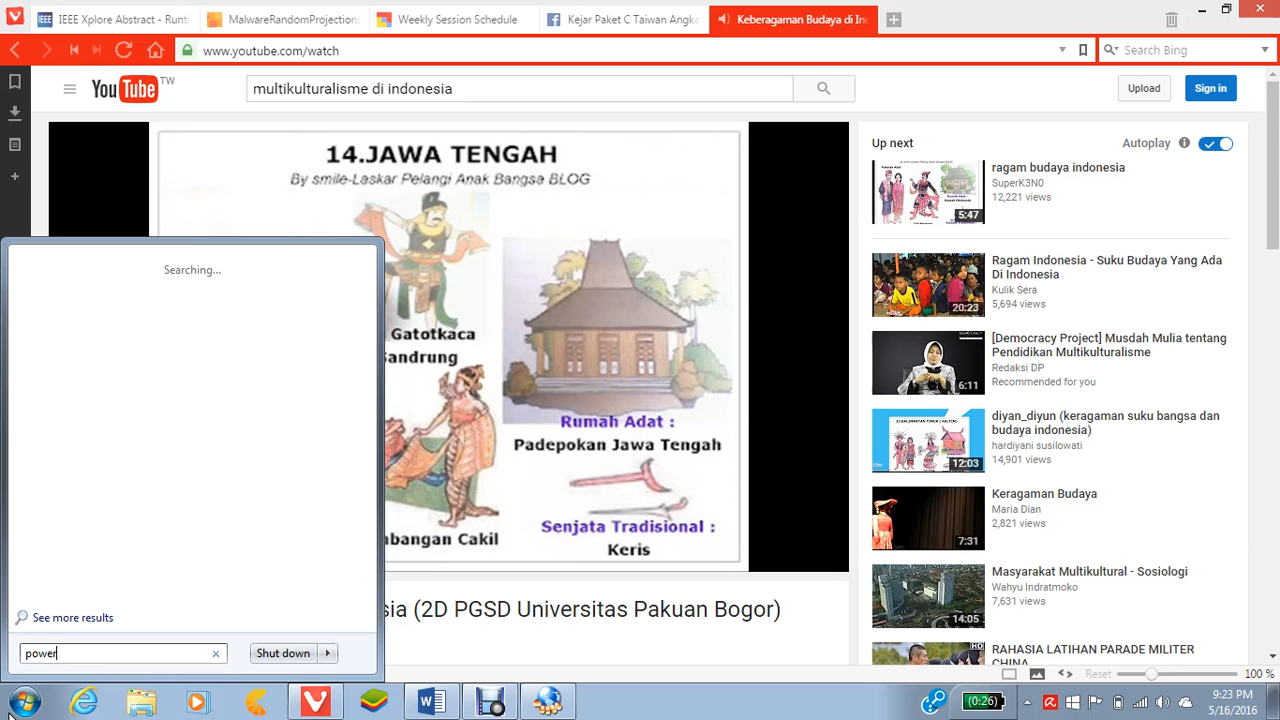 IEEE Xplore Abstract - Runti
MalwareRandomProjection
Weekly Session Schedule
Kejar Paket C Taiwan Angka
Keberagaman Budaya di In
www.youtube.com/watch
Search Bing
YouTube TW
multikulturalisme di indonesia
Upload
Sign in
14.JAWA TENGAH
By smile-Laskar Pelangi Anak Bangsa BLOG
Gatotkaca
Gandrung
Rumah Adat :
Padepokan Jawa Tengah
Senjata Tradisional :
Keris
mbangan Cakil
sia (2D PGSD Universitas Pakuan Bogor)
Up next
Autoplay
ragam budaya indonesia
SuperK3N0
12,221 views
5:47
Ragam Indonesia - Suku Budaya Yang Ada
Di Indonesia
Kulik Sera
5,694 views
20:23
[Democracy Project] Musdah Mulia tentang
Pendidikan Multikulturalisme
Redaksi DP
Recommended for you
6:11
diyan_diyun (keragaman suku bangsa dan
budaya indonesia)
hardiyani susilowati
14,901 views
12:03
Keragaman Budaya
Maria Dian
2,821 views
7:31
Masyarakat Multikultural - Sosiologi
Wahyu Indratmoko
7,631 views
14:05
RAHASIA LATIHAN PARADE MILITER
CHINA
HD
Searching...
See more results
power
Shut down
Reset
100 %
(0:26)
9:23 PM
5/16/2016